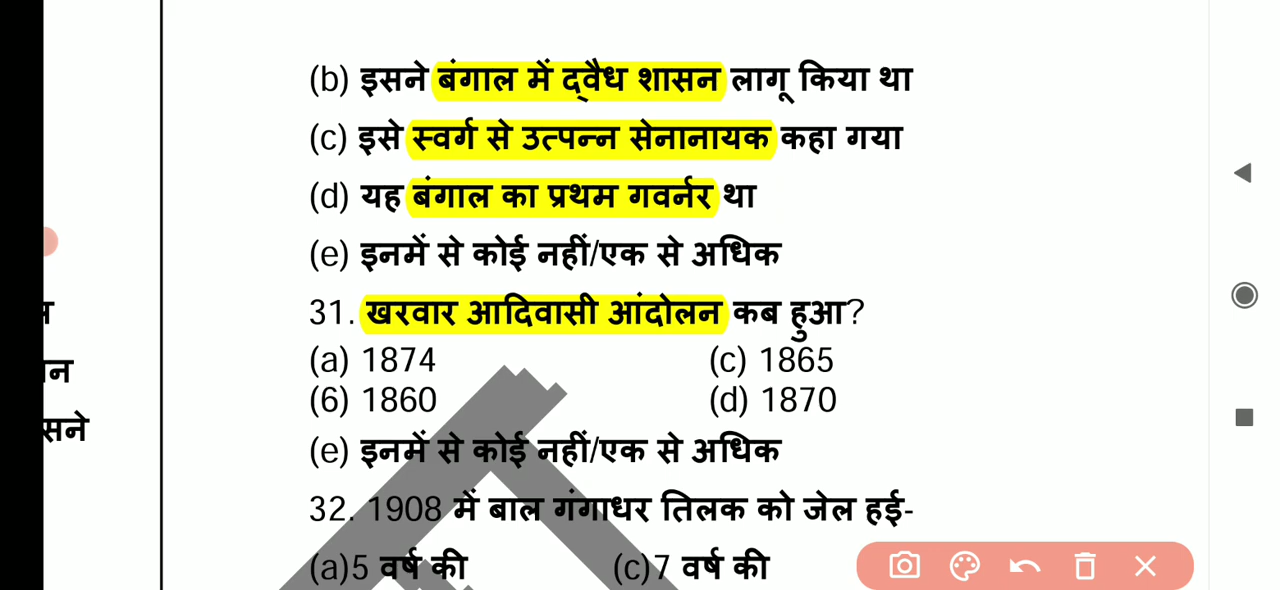 (b) इसने बंगाल में द्वैध शासन लागू किया था
(c) इसे स्वर्ग से उत्पन्न सेनानायक कहा गया
(d) यह बंगाल का प्रथम गवर्नर था
(e) इनमें से कोई नहीं/एक से अधिक
31. खरवार आदिवासी आंदोलन कब हुआ?
(a) 1874 (c) 1865
(6) 1860 (d) 1870
(e) इनमें से कोई नहीं/एक से अधिक
32. 1908 में बाल गंगाधर तिलक को जेल हई-
(a)5 वर्ष की (c)7 वर्ष की